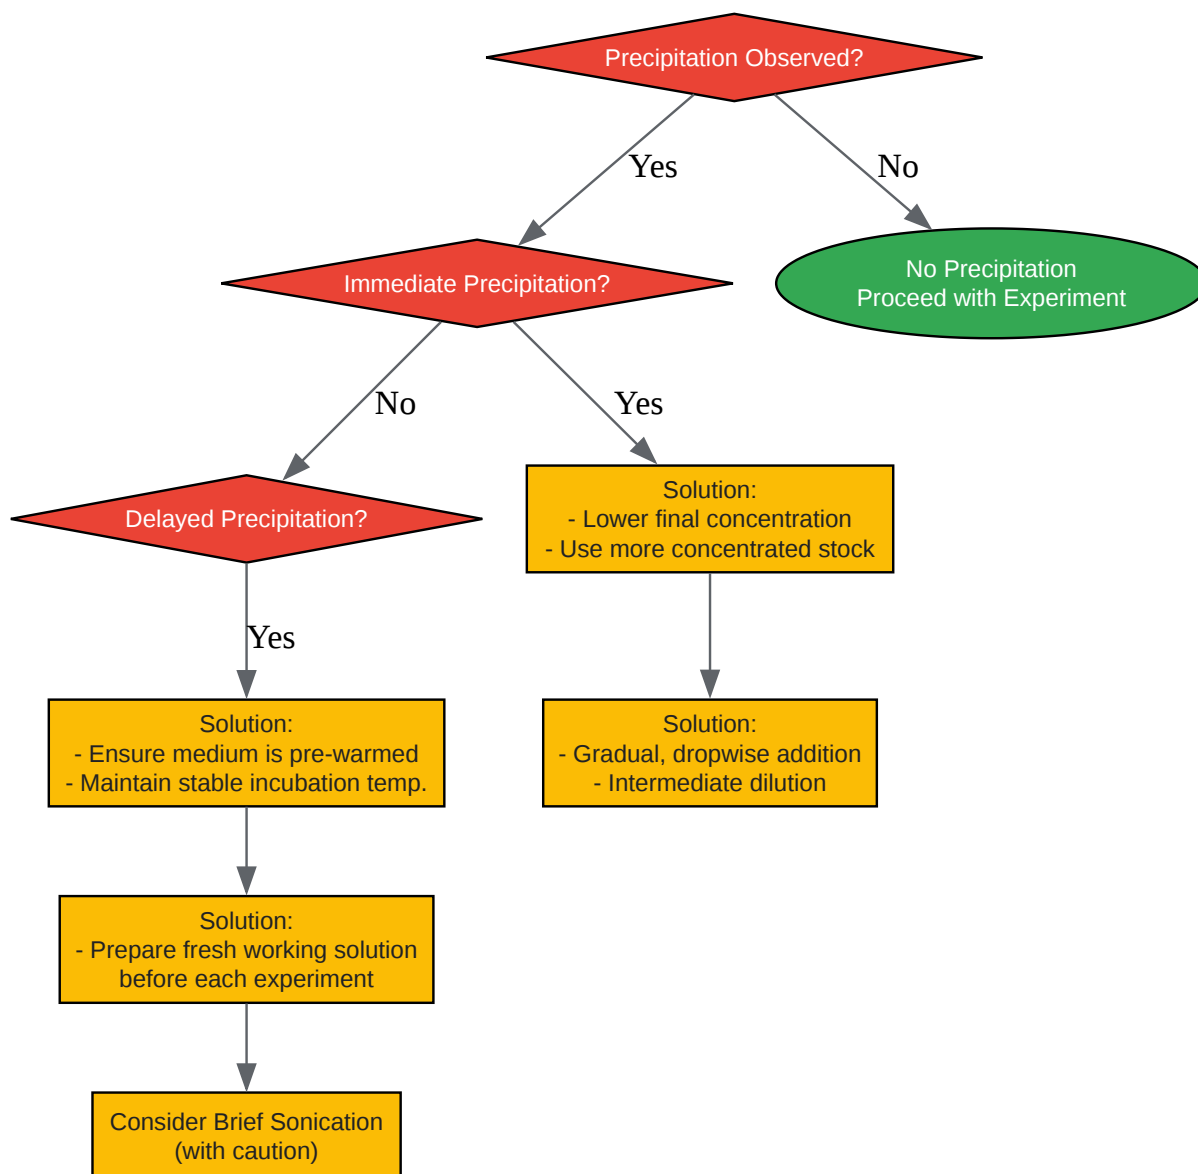 Precipitation Observed?
Yes
No
Immediate Precipitation?
No Precipitation
Proceed with Experiment
No
Yes
Delayed Precipitation?
Solution:
- Lower final concentration
- Use more concentrated stock
Yes
Solution:
- Ensure medium is pre-warmed
- Maintain stable incubation temp.
Solution:
- Gradual, dropwise addition
- Intermediate dilution
Solution:
- Prepare fresh working solution
before each experiment
Consider Brief Sonication
(with caution)